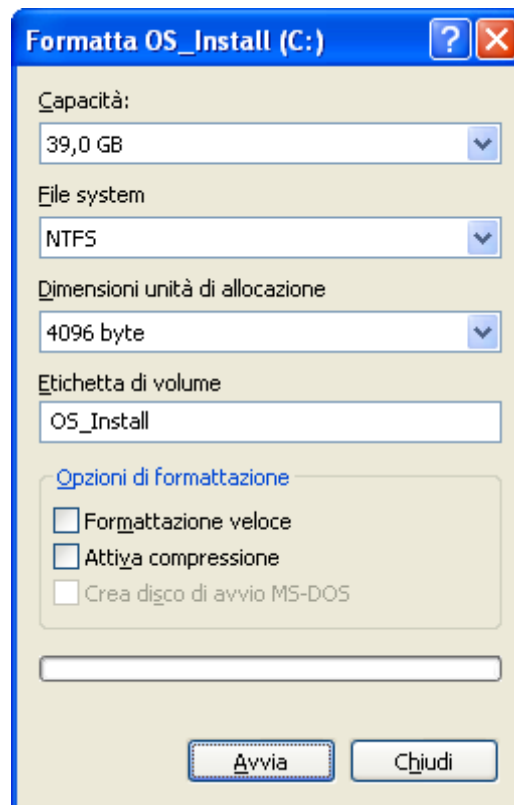 Formatta OS_Install (C:)
Capacità:
39,0 GB
File system
NTFS
Dimensioni unità di allocazione
4096 byte
Etichetta di volume
OS_Install
Opzioni di formattazione
Formattazione veloce
Attiva compressione
Crea disco di avvio MS-DOS
Avvia
Chiudi